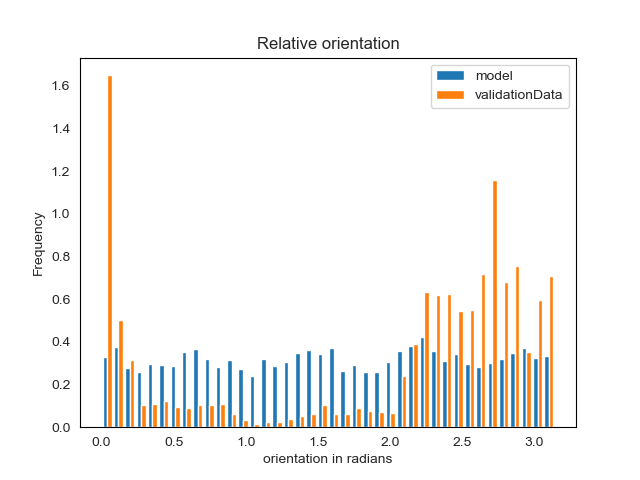 Relative orientation
model
validationData
Frequency
1.6
1.4
1.2
1.0
0.8
0.6
0.4
0.2
0.0
0.0 0.5 1.0 1.5 2.0 2.5 3.0
orientation in radians